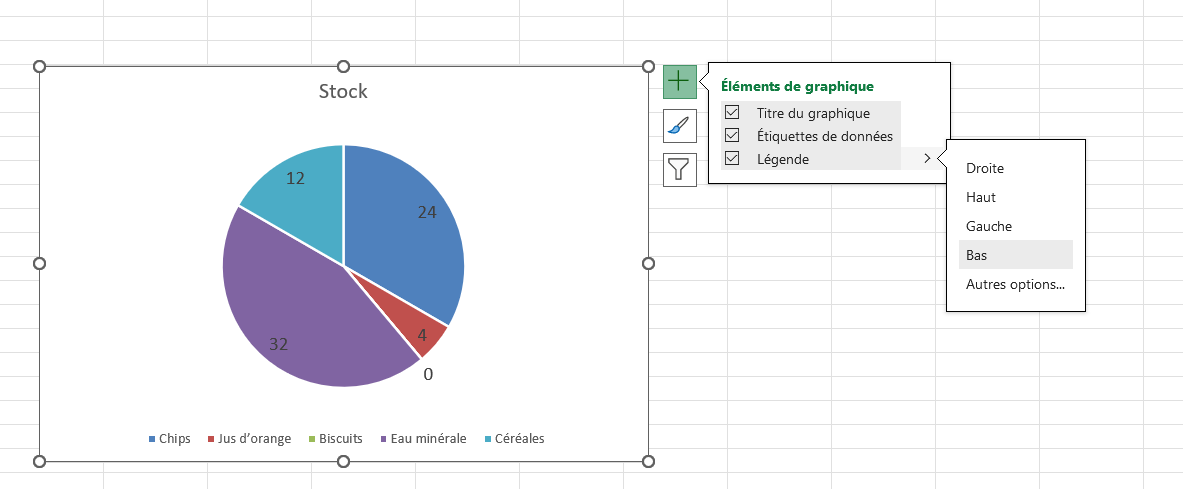 Stock
12
24
4
32
0
Chips Jus d’orange Biscuits Eau minérale Céréales
Éléments de graphique
Titre du graphique
Étiquettes de données
Légende
Droite
Haut
Gauche
Bas
Autres options...